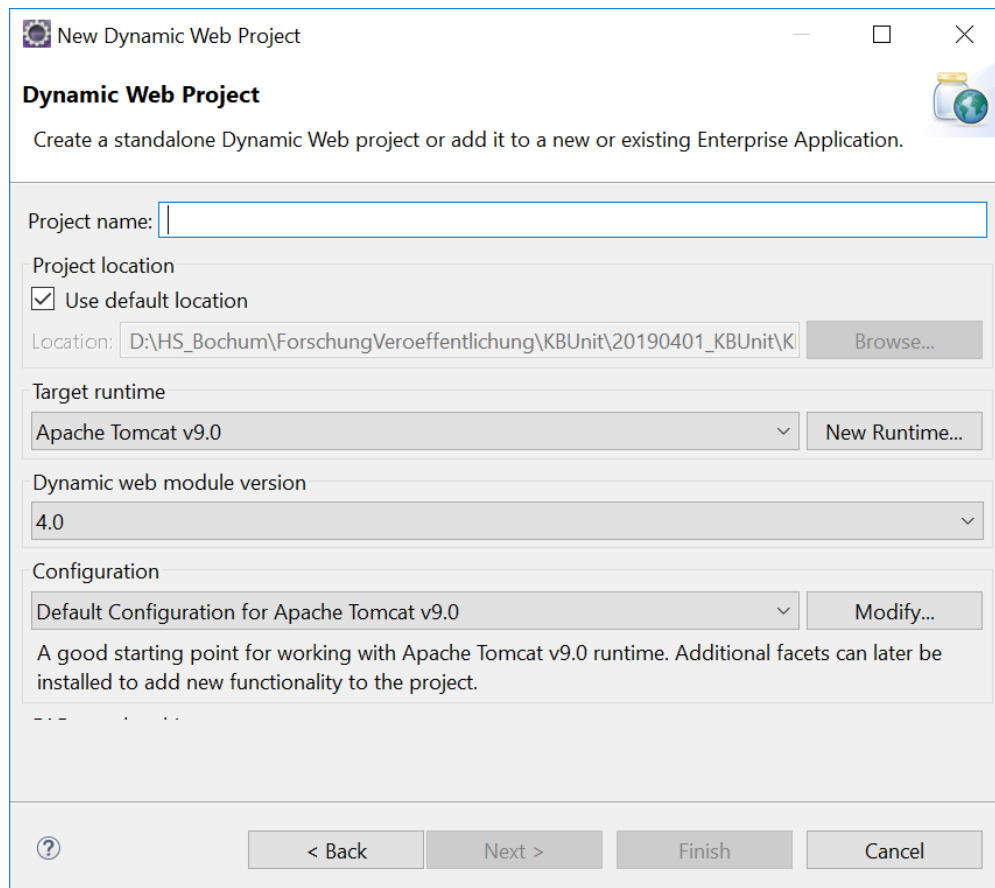 New Dynamic Web Project
Dynamic Web Project
Create a standalone Dynamic Web project or add it to a new or existing Enterprise Application.
Project name:
Project location
Use default location
Location: D:\HS_Bochum\ForschungVeroeffentlichung\KBUnit\20190401_KBUnit\K Browse...
Target runtime
Apache Tomcat v9.0 New Runtime...
Dynamic web module version
4.0
Configuration
Default Configuration for Apache Tomcat v9.0 Modify...
A good starting point for working with Apache Tomcat v9.0 runtime. Additional facets can later be
installed to add new functionality to the project.
? < Back Next > Finish Cancel